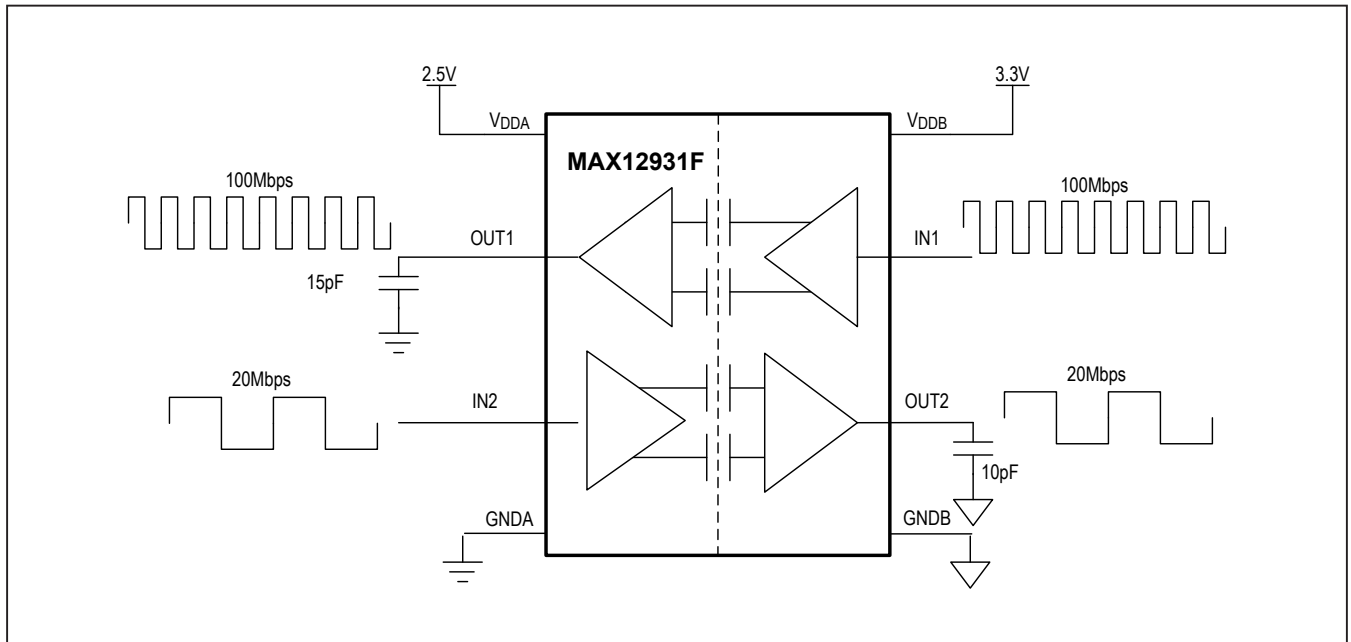 2.5V
3.3V
VDDA
VDDB
MAX12931F
100Mbps
100Mbps
OUT1
IN1
15pF
20Mbps
20Mbps
IN2
OUT2
10pF
GNDA
GNDB